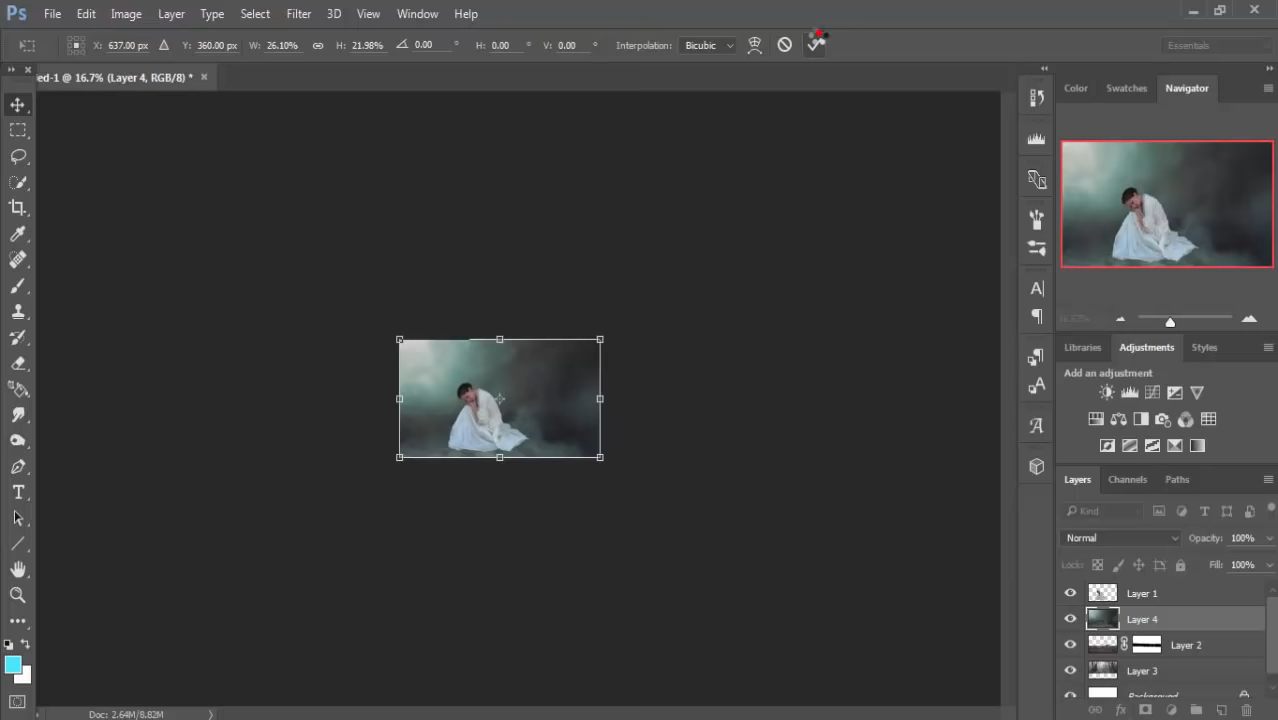 Ps File Edit Image Layer Type Select Filter 3D View Window Help
X: 637.00 px Y: 360.00 px W: 26.10% H: 21.98% 0.00 ° H: 0.00 ° V: 0.00 ° Interpolation: Bicubic Essentials
ed-1 @ 16.7% (Layer 4, RGB/8) * ×
Color Swatches Navigator
Libraries Adjustments Styles
Add an adjustment
Layers Channels Paths
Kind
Normal Opacity: 100%
Lock: Fill: 100%
Layer 1
Layer 4
Layer 2
Layer 3
Background
Doc: 2.64M/8.82M